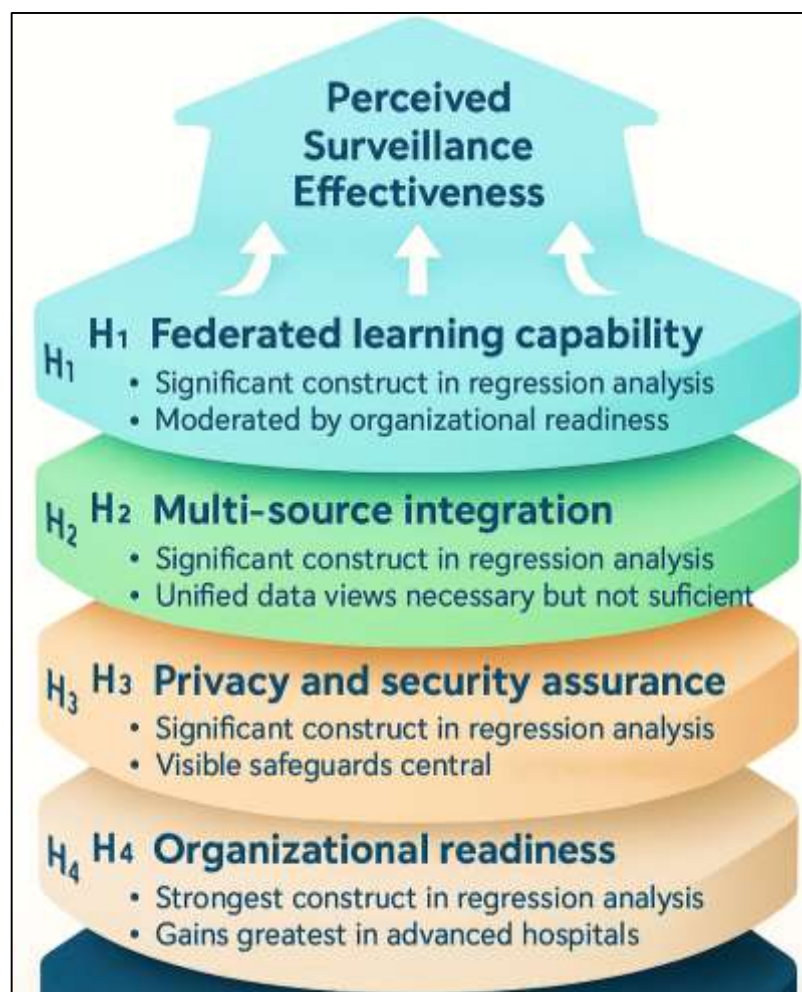 Perceived
Surveillance
Effectiveness
H1 H1 Federated learning capability
• Significant construct in regression analysis
• Moderated by organizational readiness
H2 H2 Multi-source integration
• Significant construct in regression analysis
• Unified data views necessary but not suficient
H3 H3 Privacy and security assurance
• Significant construct in regression analysis
• Visible safeguards central
H4 H4 Organizational readiness
• Strongest construct in regression analysis
• Gains greatest in advanced hospitals